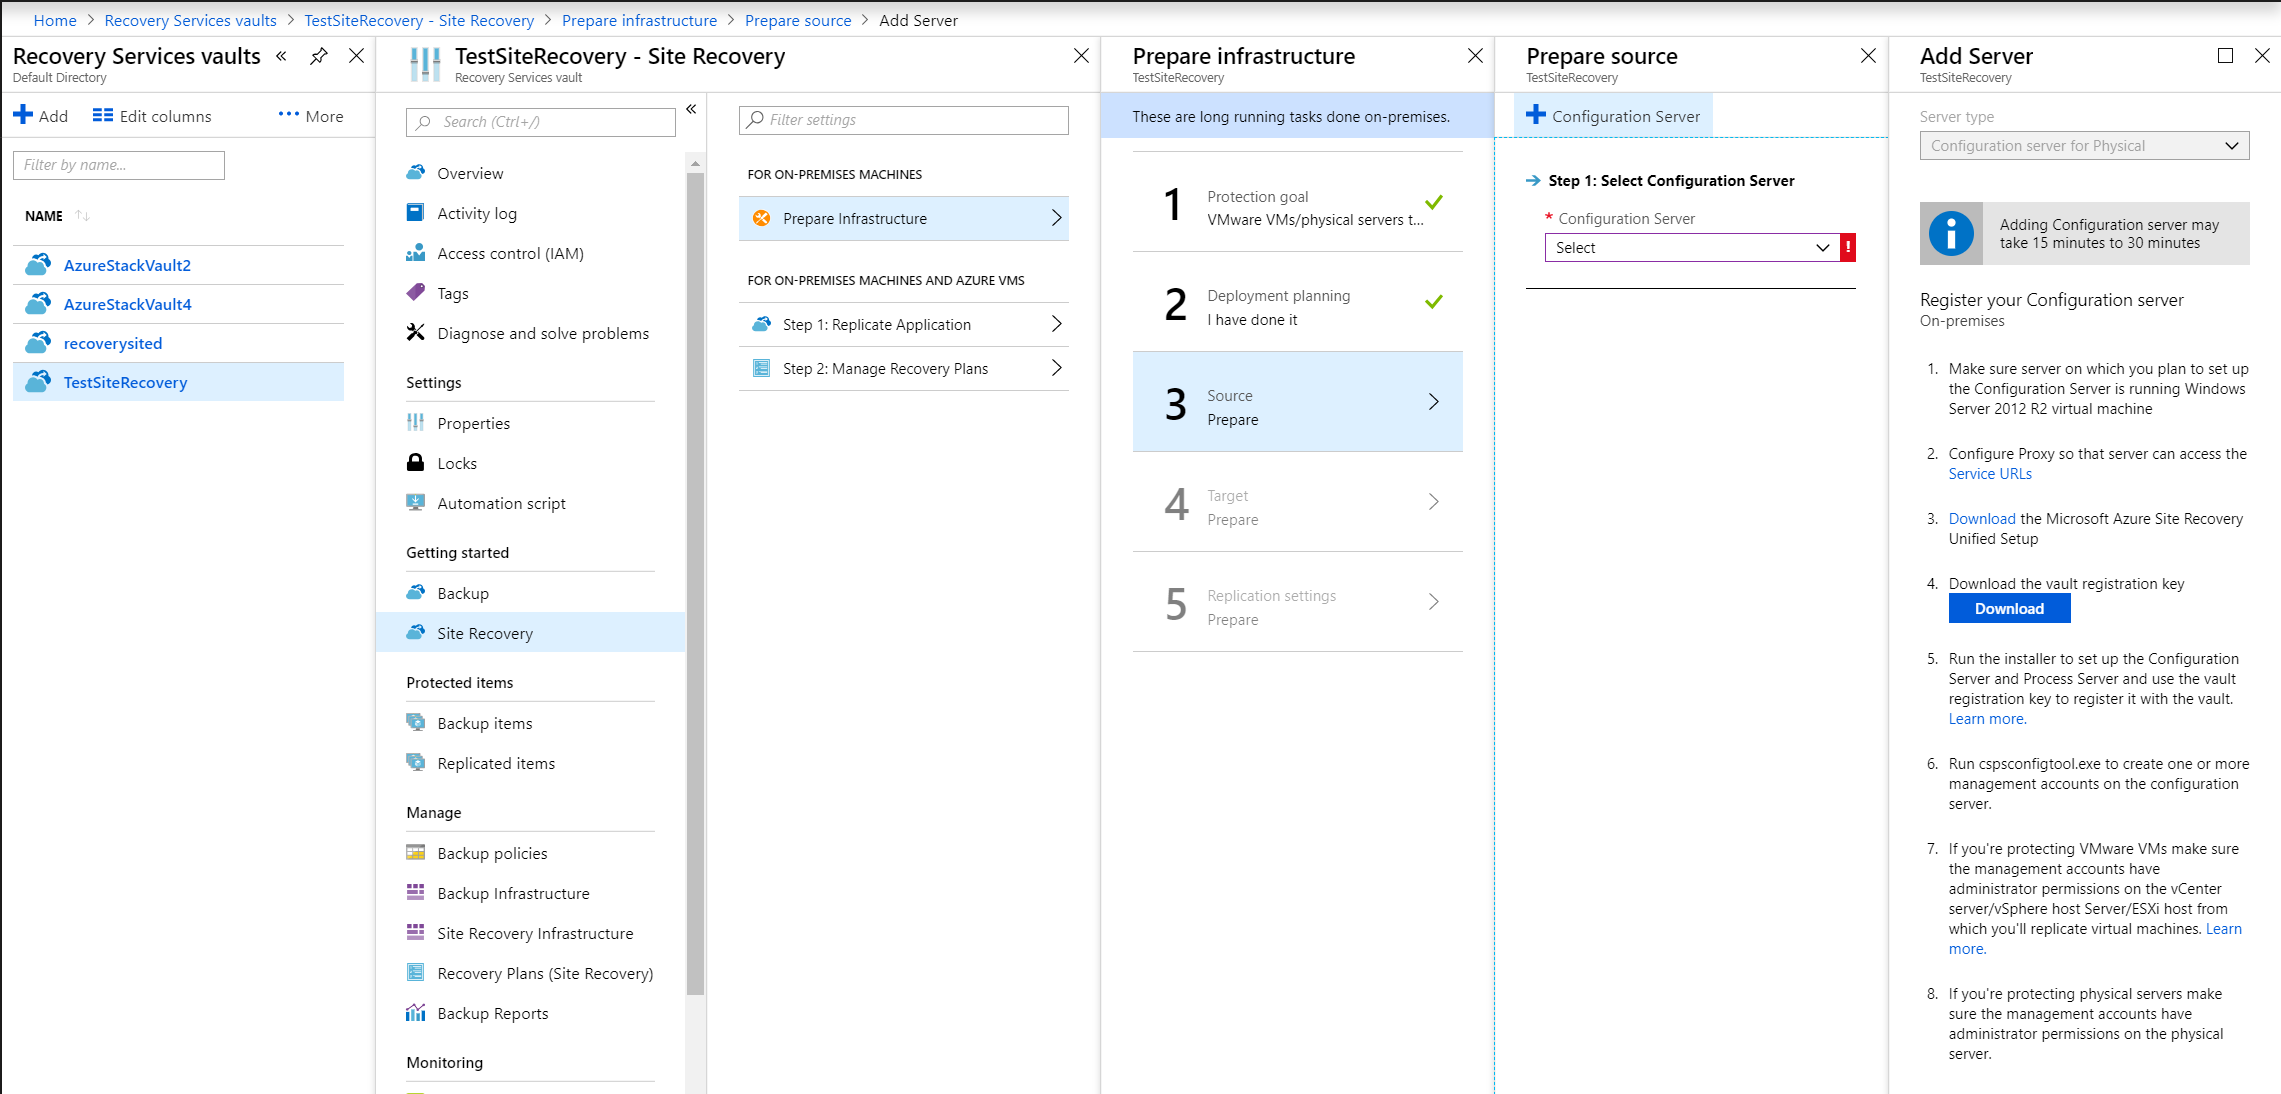 Home > Recovery Services vaults > TestSiteRecovery - Site Recovery > Prepare infrastructure > Prepare source > Add Server
Recovery Services vaults
Default Directory
Add
Edit columns
More
Filter by name...
NAME
AzureStackVault2
AzureStackVault4
recoverysited
TestSiteRecovery
TestSiteRecovery - Site Recovery
Recovery Services vault
Search (Ctrl+/)
Overview
Activity log
Access control (IAM)
Tags
Diagnose and solve problems
Settings
Properties
Locks
Automation script
Getting started
Backup
Site Recovery
Protected items
Backup items
Replicated items
Manage
Backup policies
Backup Infrastructure
Site Recovery Infrastructure
Recovery Plans (Site Recovery)
Backup Reports
Monitoring
Filter settings
FOR ON-PREMISES MACHINES
Prepare Infrastructure
FOR ON-PREMISES MACHINES AND AZURE VMS
Step 1: Replicate Application
Step 2: Manage Recovery Plans
Prepare infrastructure
TestSiteRecovery
These are long running tasks done on-premises.
1
Protection goal
VMware VMs/physical servers t...
2
Deployment planning
I have done it
3
Source
Prepare
4
Target
Prepare
5
Replication settings
Prepare
Prepare source
TestSiteRecovery
Configuration Server
Step 1: Select Configuration Server
* Configuration Server
Select
!
Add Server
TestSiteRecovery
Server type
Configuration server for Physical
Adding Configuration server may
take 15 minutes to 30 minutes
Register your Configuration server
On-premises
1. Make sure server on which you plan to set up
the Configuration Server is running Windows
Server 2012 R2 virtual machine
2. Configure Proxy so that server can access the
Service URLs
3. Download the Microsoft Azure Site Recovery
Unified Setup
4. Download the vault registration key
Download
5. Run the installer to set up the Configuration
Server and Process Server and use the vault
registration key to register it with the vault.
Learn more.
6. Run cspsconfigtool.exe to create one or more
management accounts on the configuration
server.
7. If you're protecting VMware VMs make sure
the management accounts have
administrator permissions on the vCenter
server/vSphere host Server/ESXi host from
which you'll replicate virtual machines. Learn
more.
8. If you're protecting physical servers make
sure the management accounts have
administrator permissions on the physical
server.